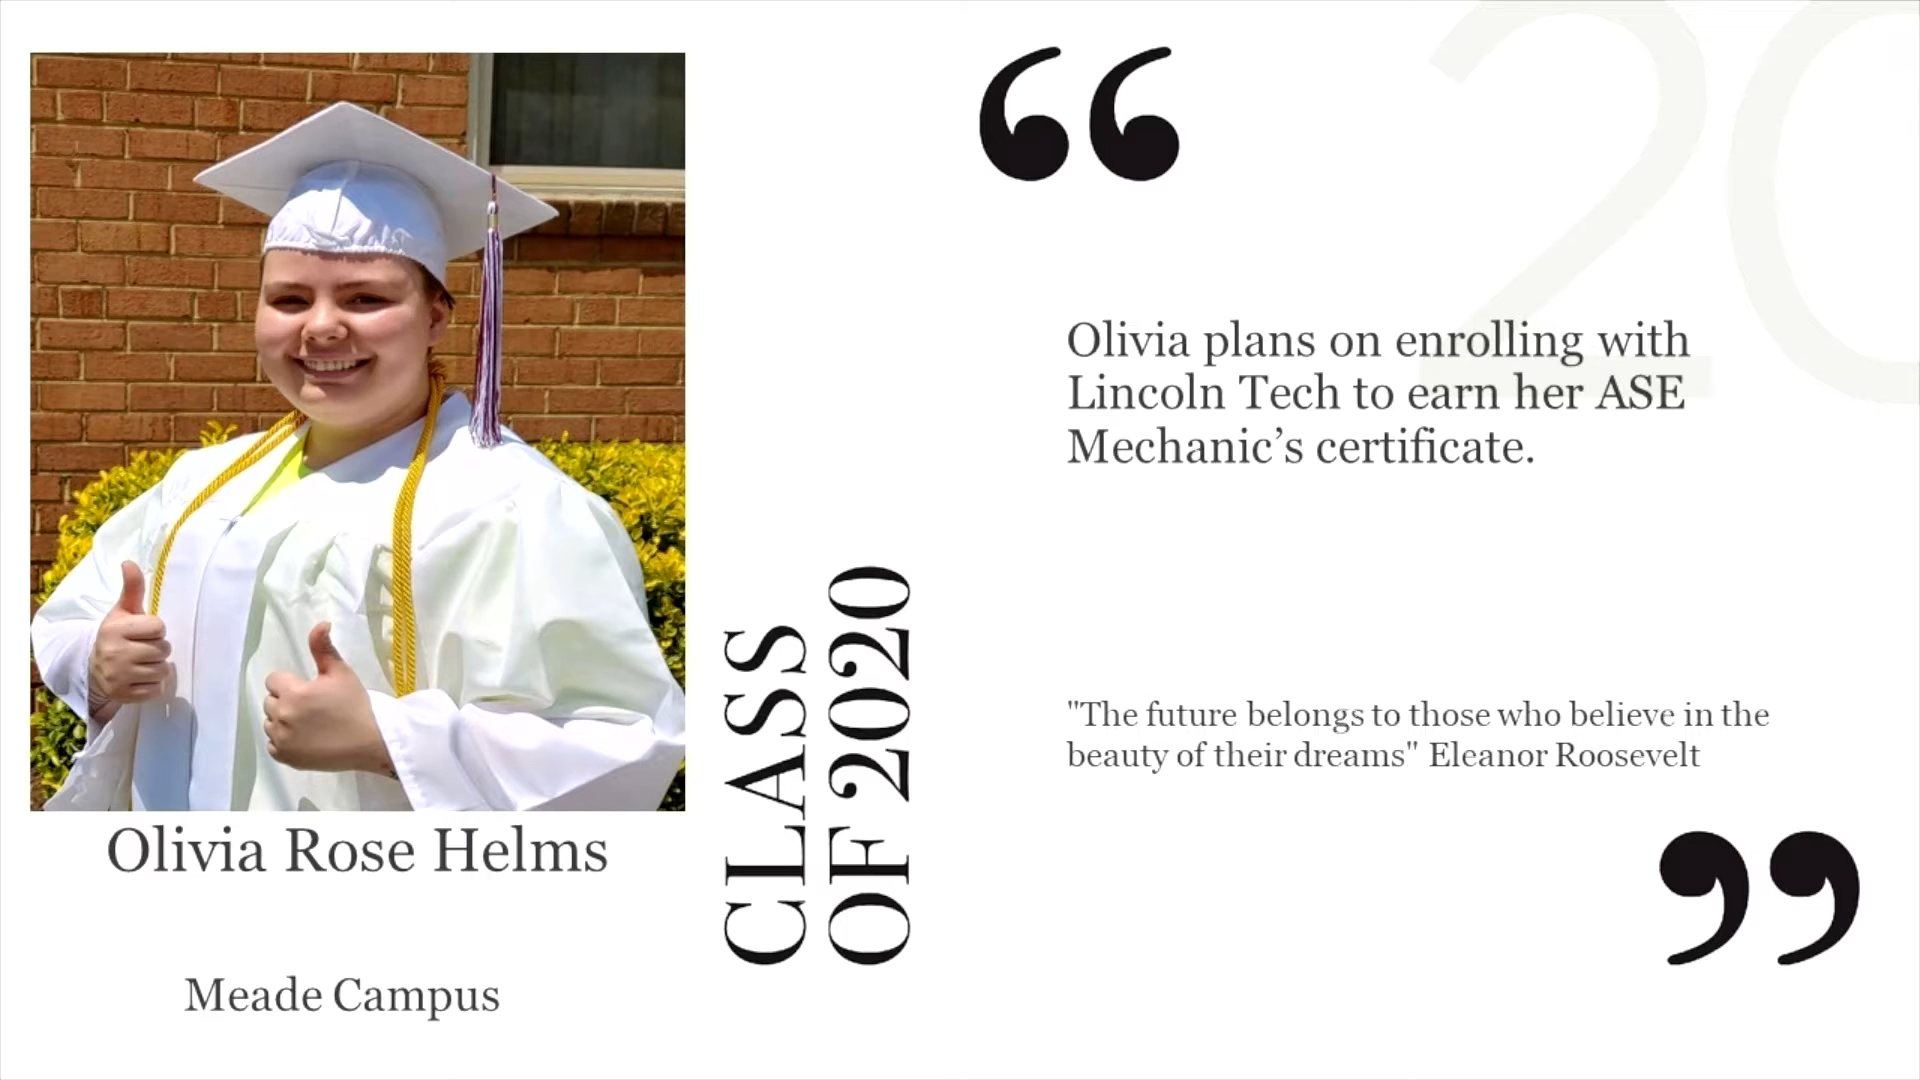 Olivia Rose Helms
Meade Campus
CLASS
OF 2020
20
“
Olivia plans on enrolling with
Lincoln Tech to earn her ASE
Mechanic’s certificate.
"The future belongs to those who believe in the
beauty of their dreams" Eleanor Roosevelt
”